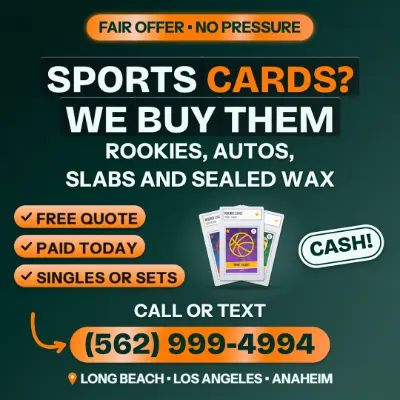 FAIR OFFER • NO PRESSURE
SPORTS CARDS?
WE BUY THEM
ROOKIES, AUTOS,
SLABS AND SEALED WAX
FREE QUOTE
PAID TODAY
SINGLES OR SETS
CASH!
CALL OR TEXT
(562) 999-4994
LONG BEACH • LOS ANGELES • ANAHEIM